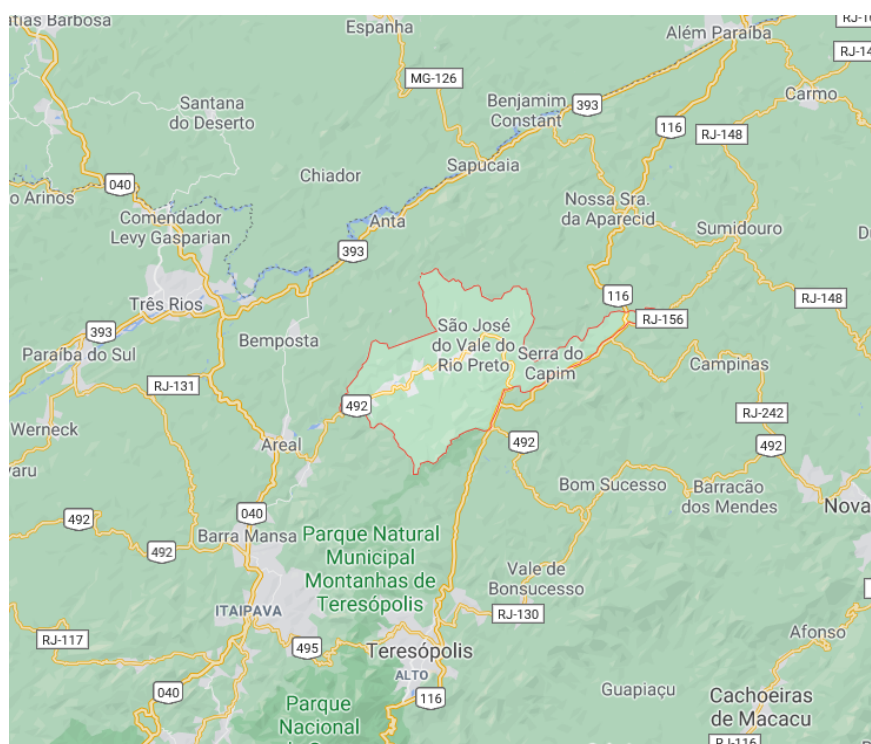 atias Barbosa
Espanha
Além Paraíba
MG-126
Benjamim
Constant
393
Carmo
116
RJ-148
Santana
do Deserto
Sapucaia
Chiador
040
o Arinos
Comendador
Levy Gasparian
Anta
Nossa Sra.
da Aparecid
Sumidouro
393
Três Rios
116
RJ-148
RJ-156
393
Bemposta
São José
do Vale do
Rio Preto
Serra do
Capim
Paraíba do Sul
Campinas
RJ-131
492
RJ-242
Werneck
Areal
492
492
varu
Bom Sucesso
Barracão
dos Mendes
Nova
040
492
Barra Mansa
492
Parque Natural
Municipal
Montanhas de
Teresópolis
Vale de
Bonsucesso
ITAIPAVA
RJ-130
RJ-117
495
Teresópolis
Afonso
ALTO
040
116
Guapiaçu
Cachoeiras
de Macacu
Parque
Nacional
RJ-116